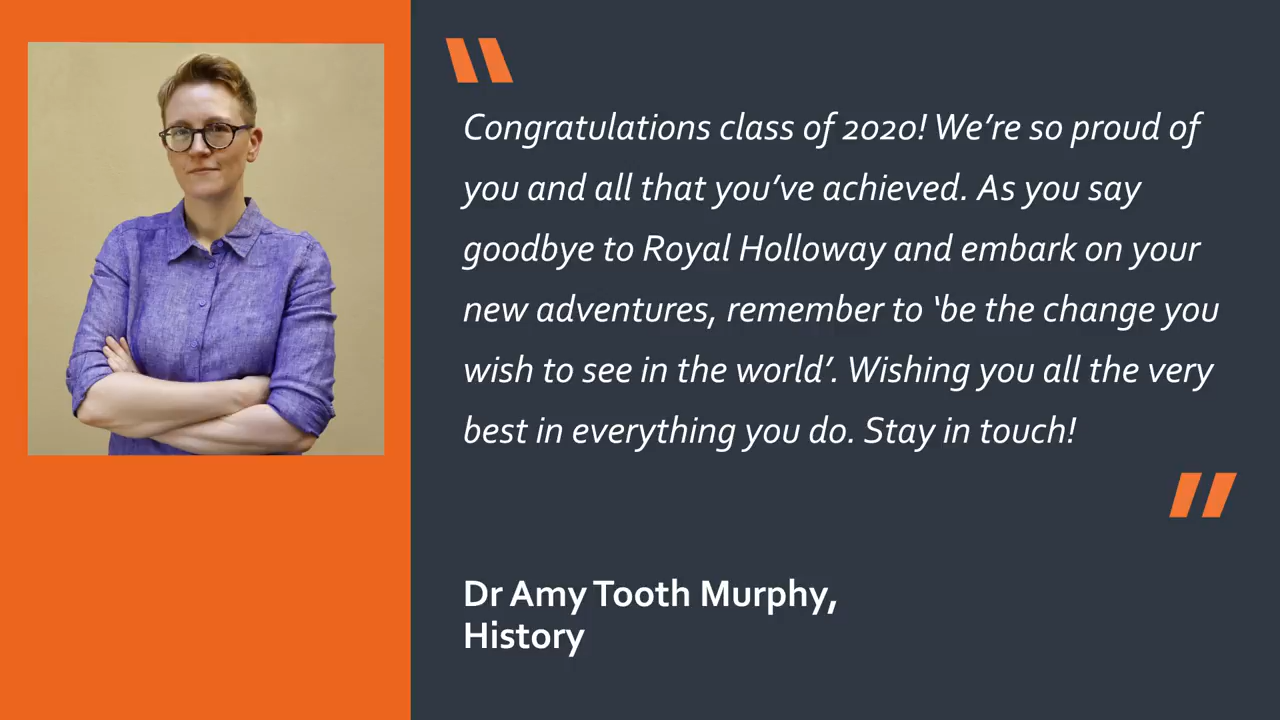 Congratulations class of 2020! We’re so proud of
you and all that you’ve achieved. As you say
goodbye to Royal Holloway and embark on your
new adventures, remember to ‘be the change you
wish to see in the world’. Wishing you all the very
best in everything you do. Stay in touch!
Dr Amy Tooth Murphy,
History